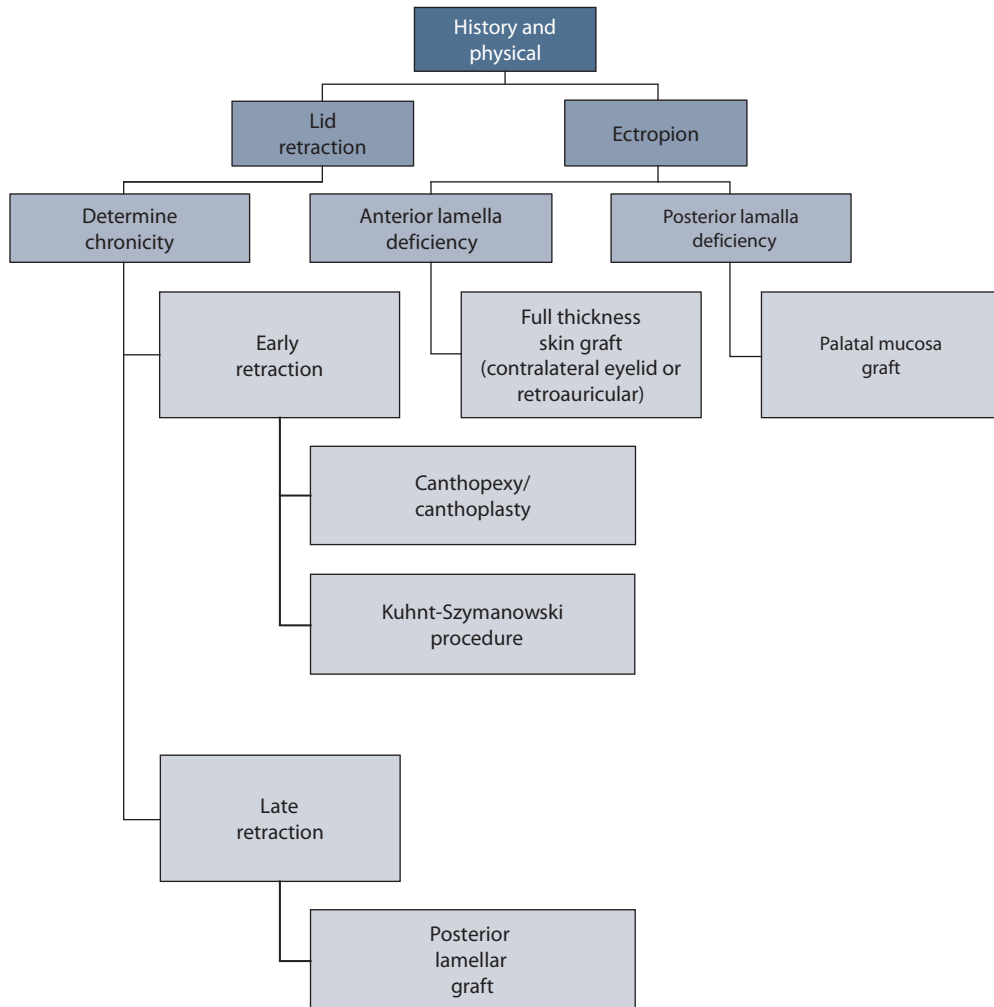 History and
physical
Lid
retraction
Ectropion
Determine
chronicity
Anterior lamella
deficiency
Posterior lamalla
deficiency
Early
retraction
Full thickness
skin graft
(contralateral eyelid or
retroauricular)
Palatal mucosa
graft
Canthopexy/
canthoplasty
Kuhnt-Szymanowski
procedure
Late
retraction
Posterior
lamellar
graft